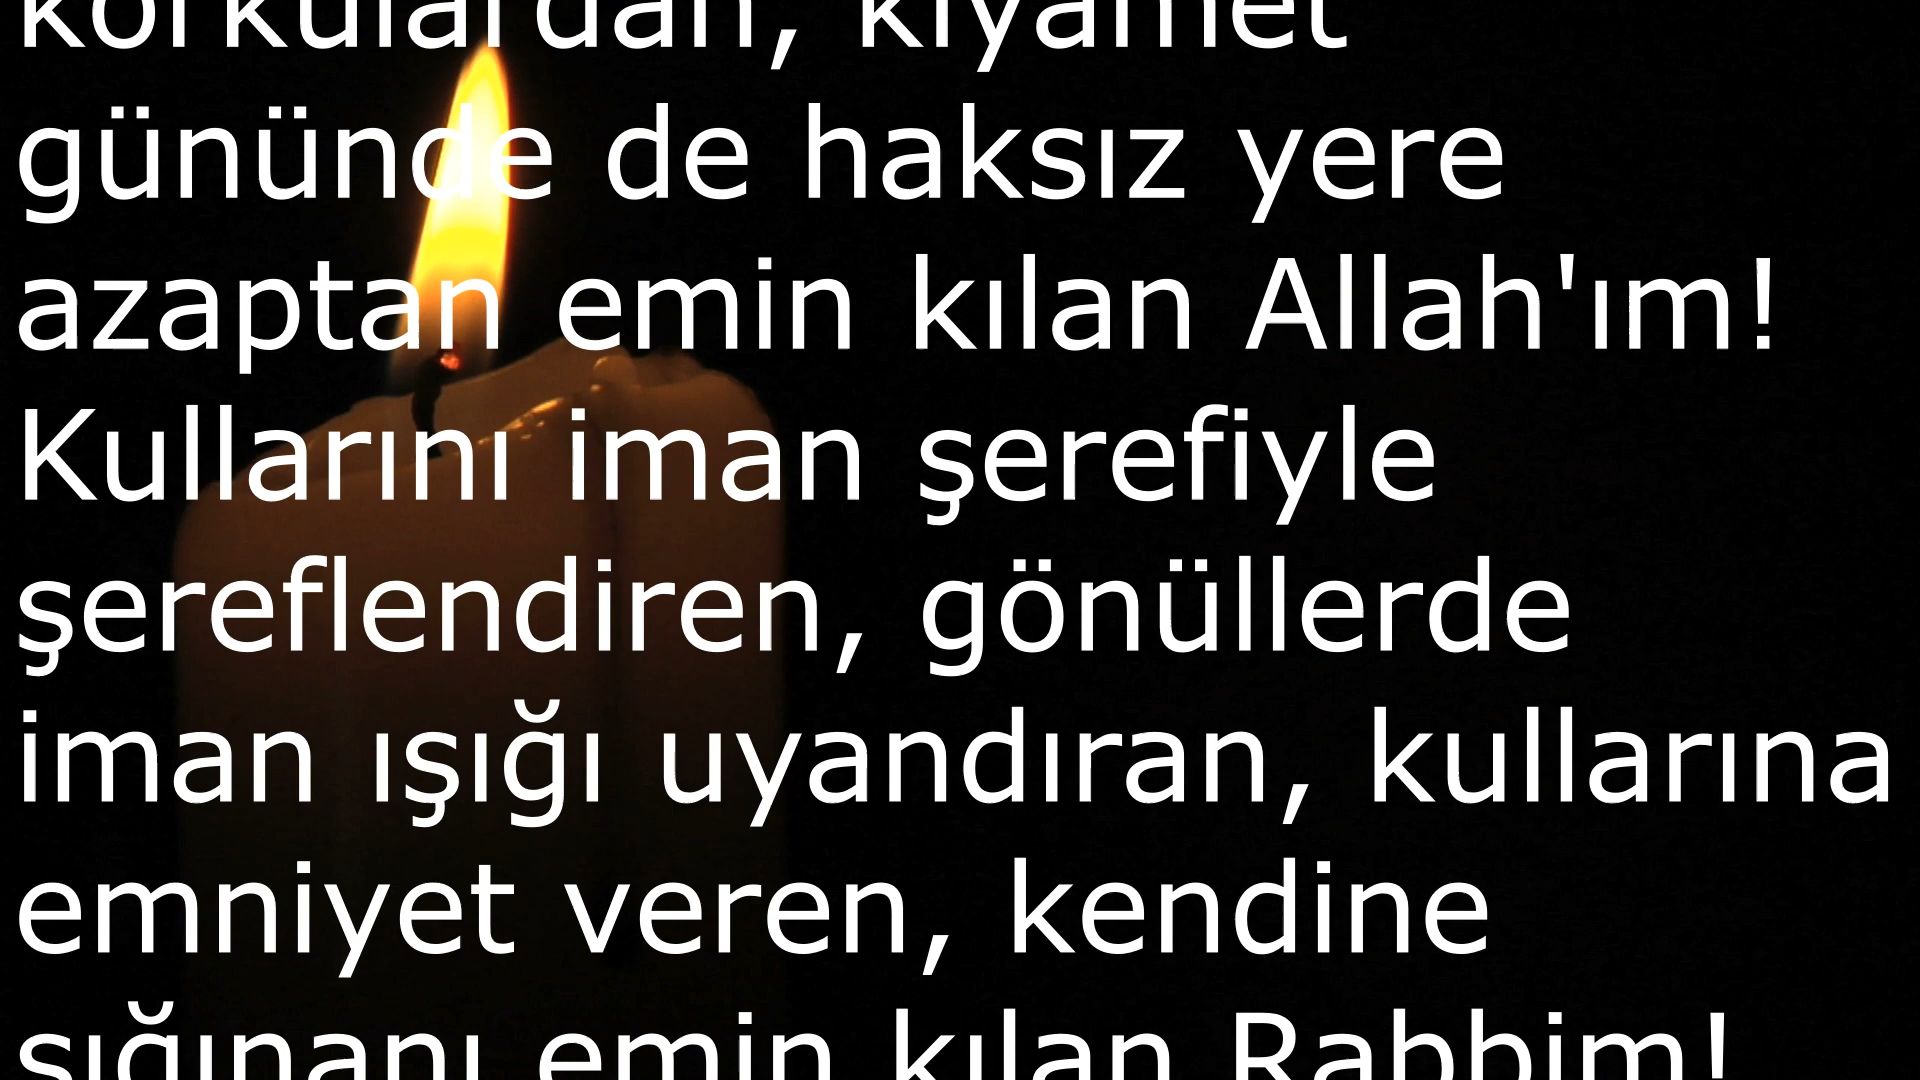 korkulardan, kıyamet
gününde de haksız yere
azaptan emin kılan Allah'ım!
Kullarını iman şerefiyle
şereflendiren, gönüllerde
iman ışığı uyandıran, kullarına
emniyet veren, kendine
sığınanı emin kılan Rabbim!